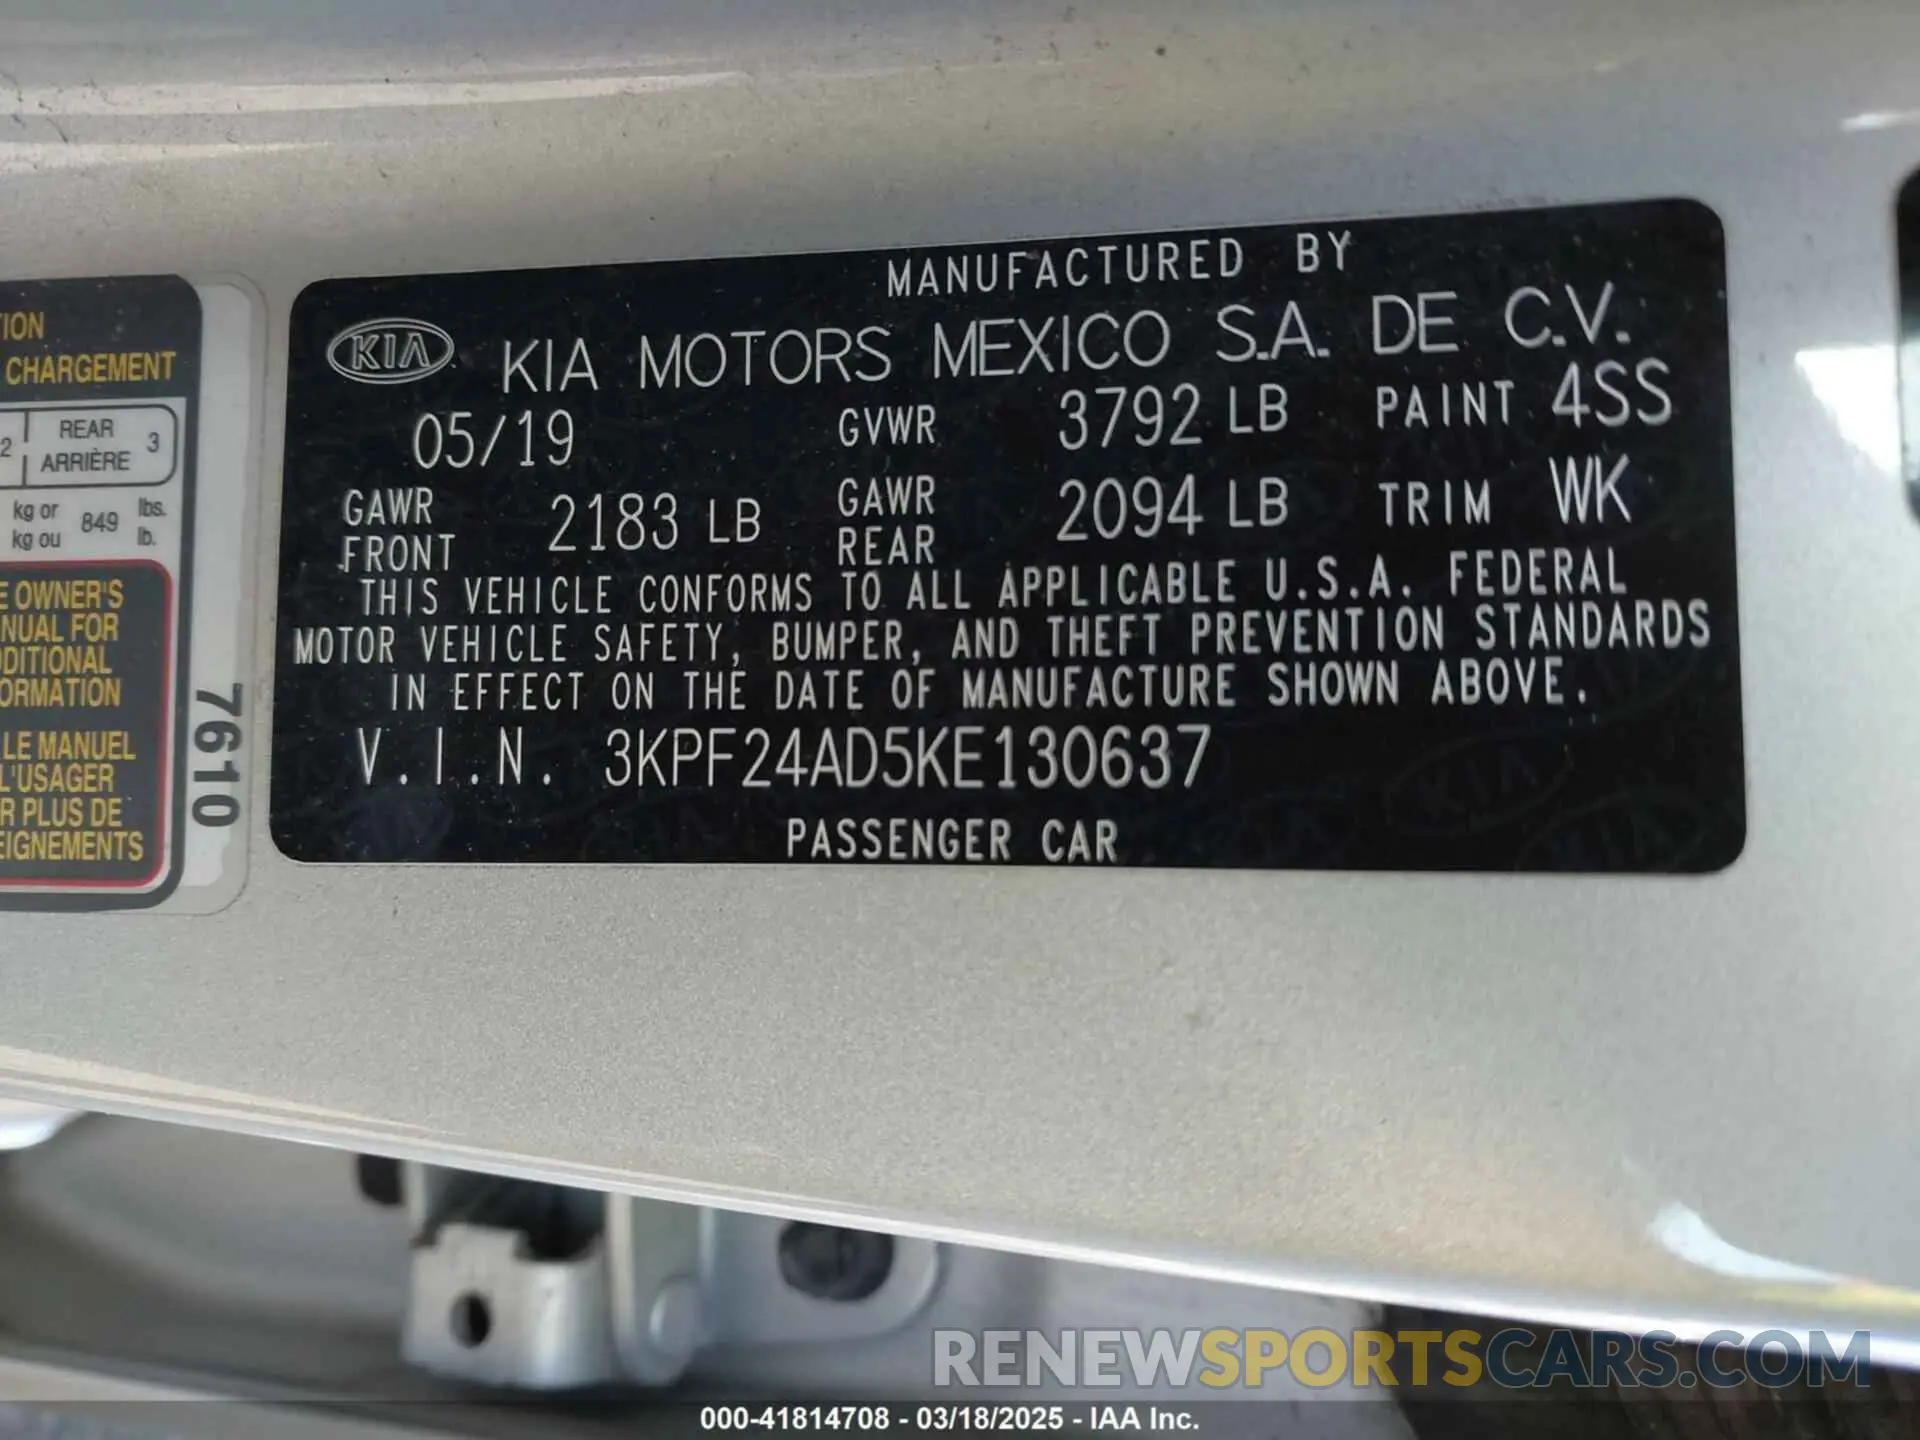 MANUFACTURED BY
KIA KIA MOTORS MEXICO S.A. DE C.V.
05/19 GVWR 3792 LB PAINT 4SS
GAWR FRONT 2183 LB GAWR REAR 2094 LB TRIM WK
THIS VEHICLE CONFORMS TO ALL APPLICABLE U.S.A. FEDERAL
MOTOR VEHICLE SAFETY, BUMPER, AND THEFT PREVENTION STANDARDS
IN EFFECT ON THE DATE OF MANUFACTURE SHOWN ABOVE.
V.I.N. 3KPF24AD5KE130637
PASSENGER CAR
CHARGEMENT
2 REAR 3
ARRIÈRE
kg or 849 lbs.
kg ou lb.
OWNER'S
FOR
LE MANUEL
L'USAGER
PLUS DE
7610
RENEWSPORTSCARS.COM
000-41814708 - 03/18/2025 - IAA Inc.